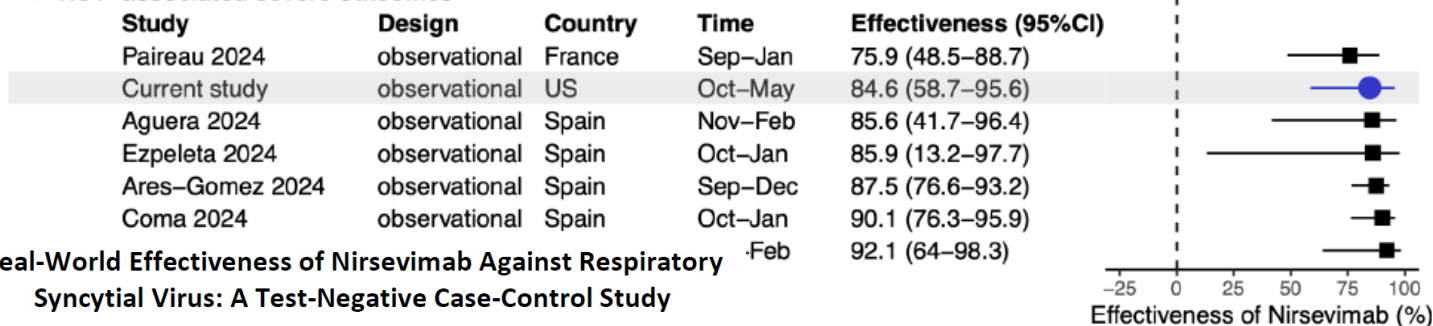 Study Design Country Time Effectiveness (95%CI)
Paireau 2024 observational France Sep–Jan 75.9 (48.5–88.7)
Current study observational US Oct–May 84.6 (58.7–95.6)
Aguera 2024 observational Spain Nov–Feb 85.6 (41.7–96.4)
Ezpeleta 2024 observational Spain Oct–Jan 85.9 (13.2–97.7)
Ares–Gomez 2024 observational Spain Sep–Dec 87.5 (76.6–93.2)
Coma 2024 observational Spain Oct–Jan 90.1 (76.3–95.9)
Feb 92.1 (64–98.3)
eal-World Effectiveness of Nirsevimab Against Respiratory
Syncytial Virus: A Test-Negative Case-Control Study
−25 0 25 50 75 100
Effectiveness of Nirsevimab (%)